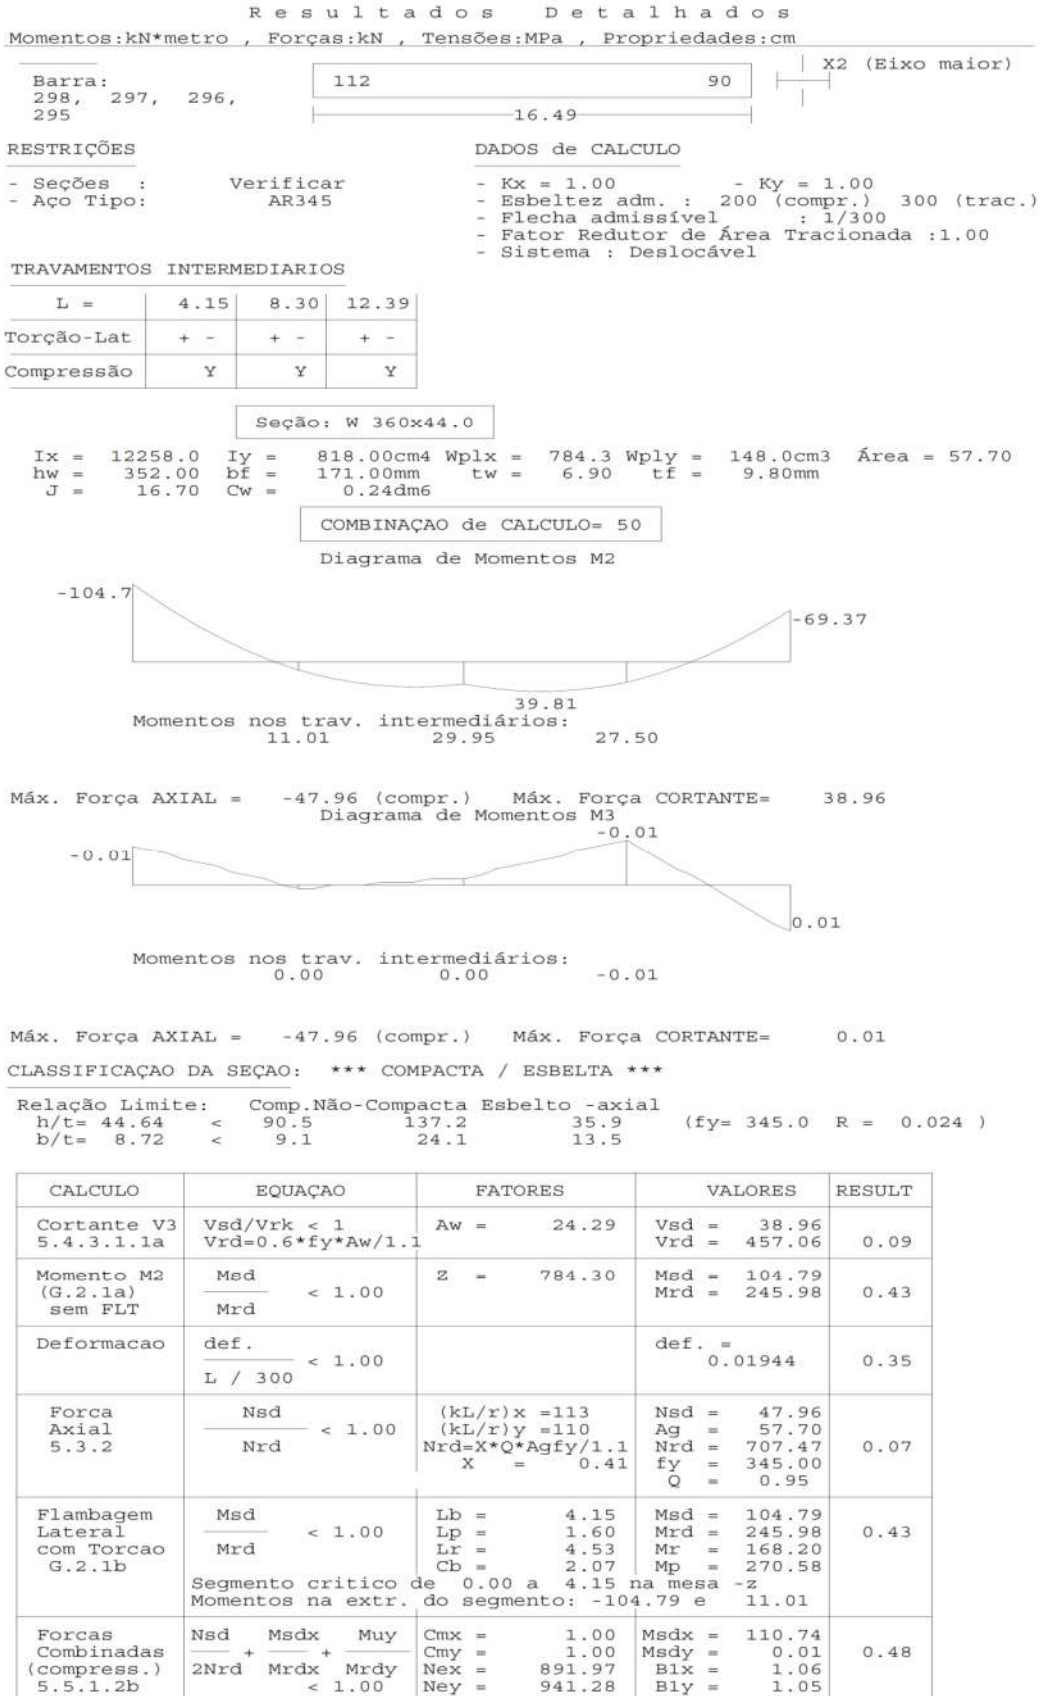 Resultados Detalhados
Momentos:kN*metro , Forças:kN , Tensões:MPa , Propriedades:cm
X2 (Eixo maior)
Barra: 112 90
298, 297, 296,
295 16.49
RESTRIÇÕES DADOS de CALCULO
- Seções : Verificar - Kx = 1.00 - Ky = 1.00
- Aço Tipo: AR345 - Esbeltez adm. : 200 (compr.) 300 (trac.)
- Flecha admissível : 1/300
- Fator Redutor de Área Tracionada :1.00
- Sistema : Deslocável
TRAVAMENTOS INTERMEDIARIOS
L = 4.15 8.30 12.39
Torção-Lat + - + - + -
Compressão Y Y Y
Seção: W 360x44.0
Ix = 12258.0 Iy = 818.00cm4 Wplx = 784.3 Wply = 148.0cm3 Área = 57.70
hw = 352.00 bf = 171.00mm tw = 6.90 tf = 9.80mm
J = 16.70 Cw = 0.24dm6
COMBINAÇAO de CALCULO= 50
Diagrama de Momentos M2
-104.7
-69.37
39.81
Momentos nos trav. intermediários:
11.01 29.95 27.50
Máx. Força AXIAL = -47.96 (compr.) Máx. Força CORTANTE= 38.96
Diagrama de Momentos M3
-0.01
-0.01
0.01
Momentos nos trav. intermediários:
0.00 0.00 -0.01
Máx. Força AXIAL = -47.96 (compr.) Máx. Força CORTANTE= 0.01
CLASSIFICAÇAO DA SEÇAO: *** COMPACTA / ESBELTA ***
Relação Limite: Comp.Não-Compacta Esbelto -axial
h/t= 44.64 < 90.5 137.2 35.9 (fy= 345.0 R = 0.024 )
b/t= 8.72 < 9.1 24.1 13.5
CALCULO EQUAÇAO FATORES VALORES RESULT
Cortante V3 Vsd/Vrk < 1 Aw = 24.29 Vsd = 38.96
5.4.3.1.1a Vrd=0.6*fy*Aw/1.1 Vrd = 457.06 0.09
Momento M2 Msd Z = 784.30 Msd = 104.79
(G.2.1a) < 1.00 Mrd = 245.98 0.43
sem FLT Mrd
Deformacao def. def. =
< 1.00 0.01944 0.35
L / 300
Forca Nsd (kL/r)x =113 Nsd = 47.96
Axial < 1.00 (kL/r)y =110 Ag = 57.70
5.3.2 Nrd Nrd=X*Q*Agfy/1.1 Nrd = 707.47 0.07
X = 0.41 fy = 345.00
Q = 0.95
Flambagem Msd Lb = 4.15 Msd = 104.79
Lateral < 1.00 Lp = 1.60 Mrd = 245.98 0.43
com Torcao Mrd Lr = 4.53 Mr = 168.20
G.2.1b Cb = 2.07 Mp = 270.58
Segmento critico de 0.00 a 4.15 na mesa -z
Momentos na extr. do segmento: -104.79 e 11.01
Forcas Nsd Msdx Muy Cmx = 1.00 Msdx = 110.74
Combinadas + + Cmy = 1.00 Msdy = 0.01 0.48
(compress.) 2Nrd Mrdx Mrdy Nex = 891.97 B1x = 1.06
5.5.1.2b < 1.00 Ney = 941.28 B1y = 1.05